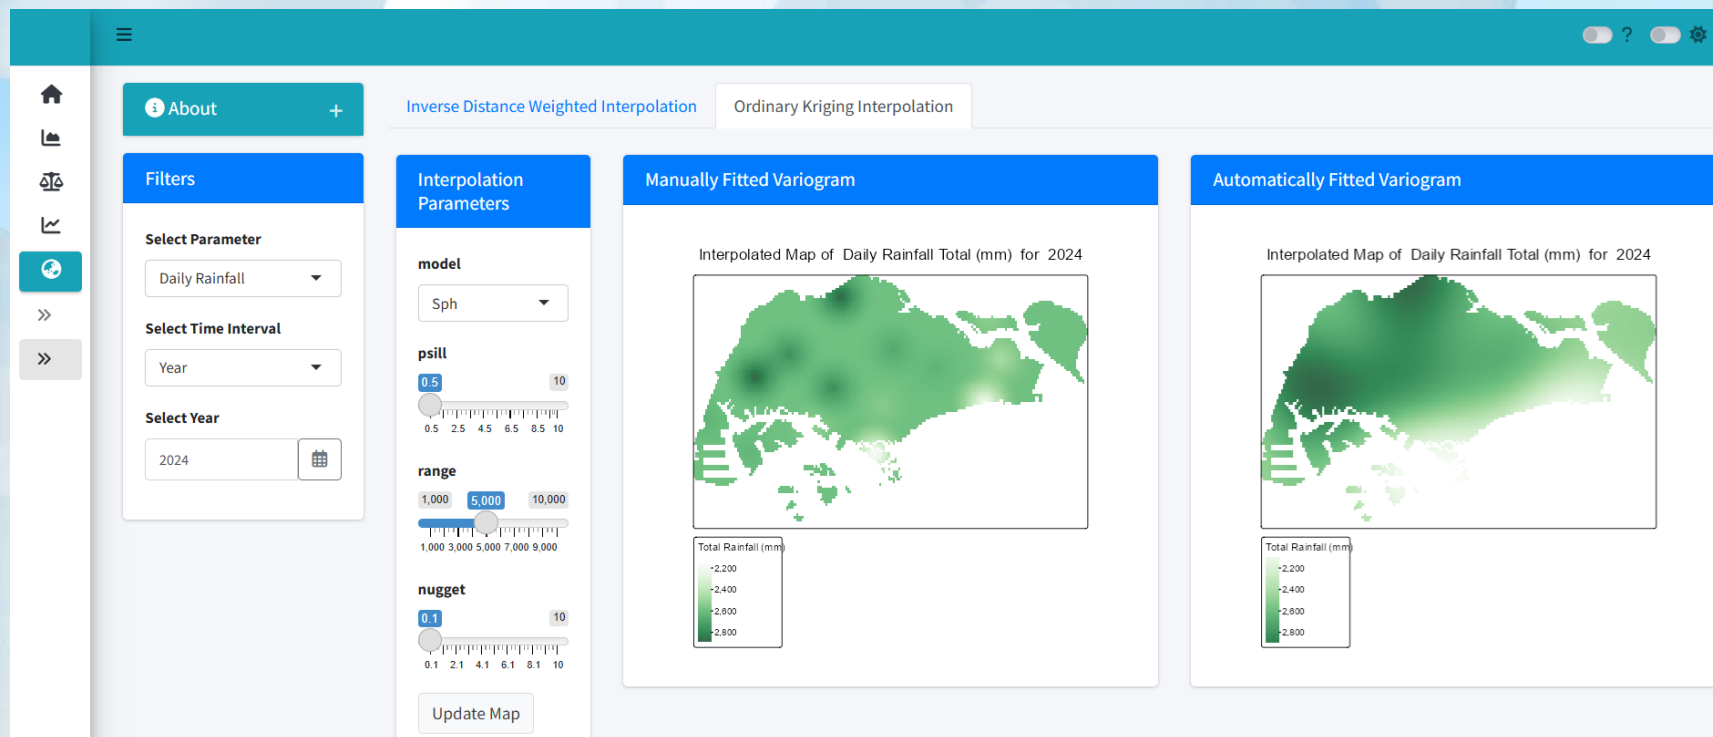 ?
About +
Inverse Distance Weighted Interpolation
Ordinary Kriging Interpolation
Filters
Select Parameter
Daily Rainfall
Select Time Interval
Year
Select Year
2024
Interpolation
Parameters
model
Sph
psill
0.5 10
0.5 2.5 4.5 6.5 8.5 10
range
1,000 5,000 10,000
1,000 3,000 5,000 7,000 9,000
nugget
0.1 10
0.1 2.1 4.1 6.1 8.1 10
Update Map
Manually Fitted Variogram
Interpolated Map of Daily Rainfall Total (mm) for 2024
Total Rainfall (mm)
2,200
2,400
2,600
2,800
Automatically Fitted Variogram
Interpolated Map of Daily Rainfall Total (mm) for 2024
Total Rainfall (mm)
2,200
2,400
2,600
2,800